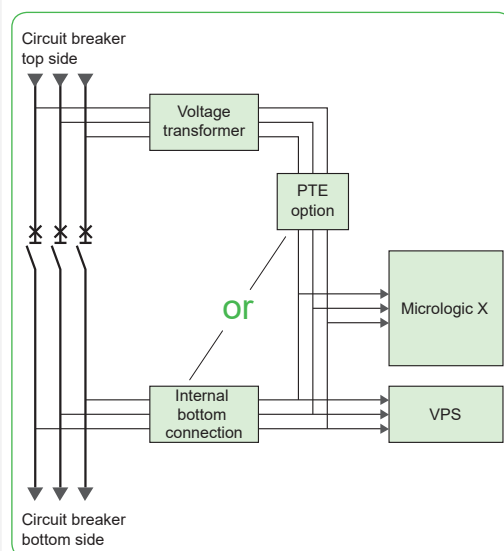 Circuit breaker
top side
Voltage
transformer
PTE
option
or
Micrologic X
Internal
bottom
connection
VPS
Circuit breaker
bottom side